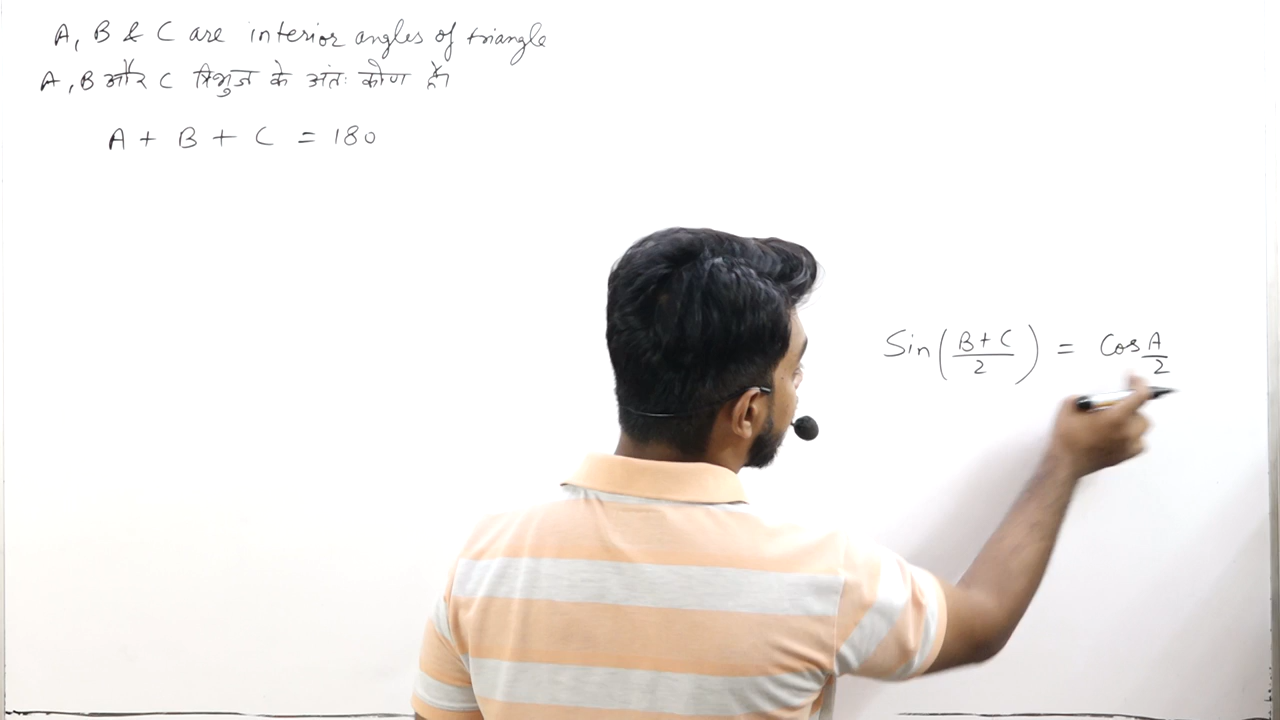 A, B & C are interior angles of triangle
A, B और C त्रिभुज के अंतः कोण हैं।
A + B + C = 180
Sin((B+C)/2) = Cos A/2